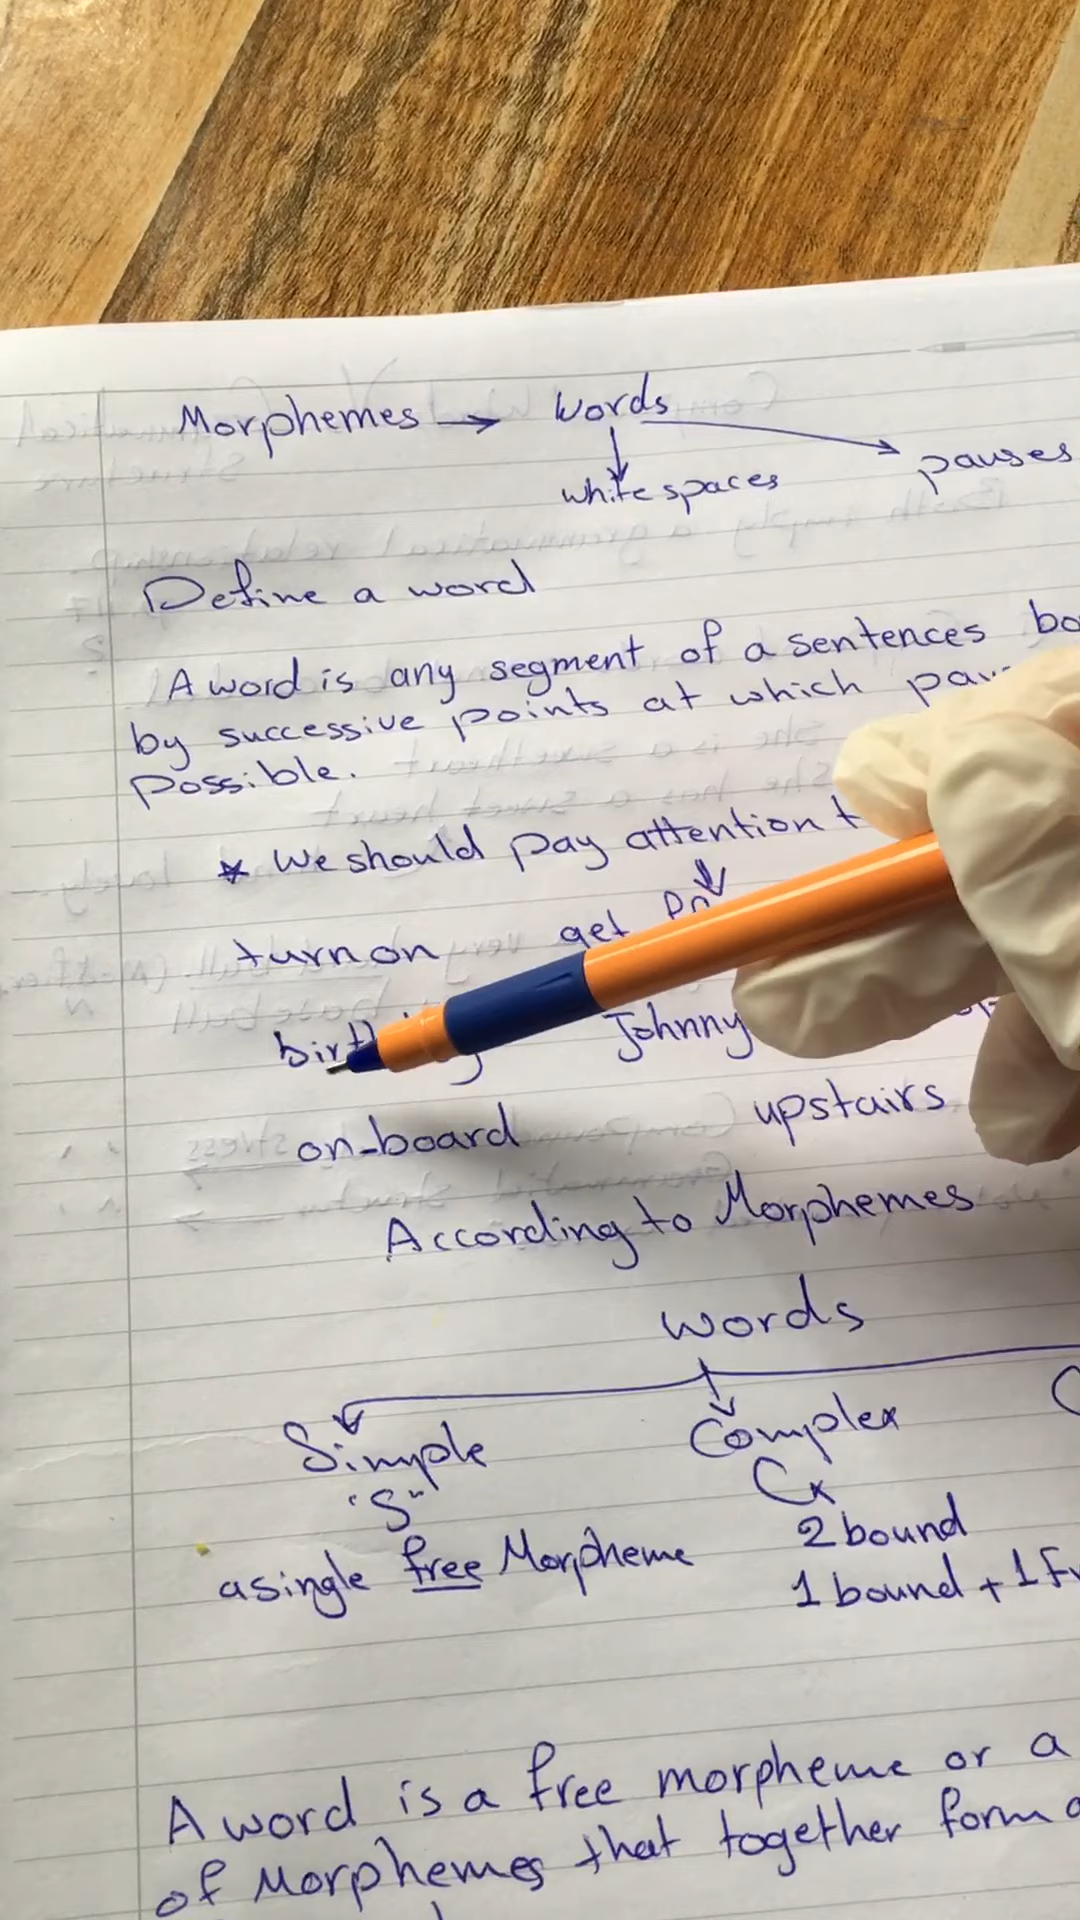 Morphemes → words
white spaces
pauses
Define a word
A word is any segment of a sentences
by successive points at which
possible.
* We should pay attention
turn on get
Johnny
on-board upstairs
According to Morphemes
words
Simple Complex
"S" Cx
a single free Morpheme 2 bound
1 bound + 1
A word is a free morpheme or a
of Morphemes that together form